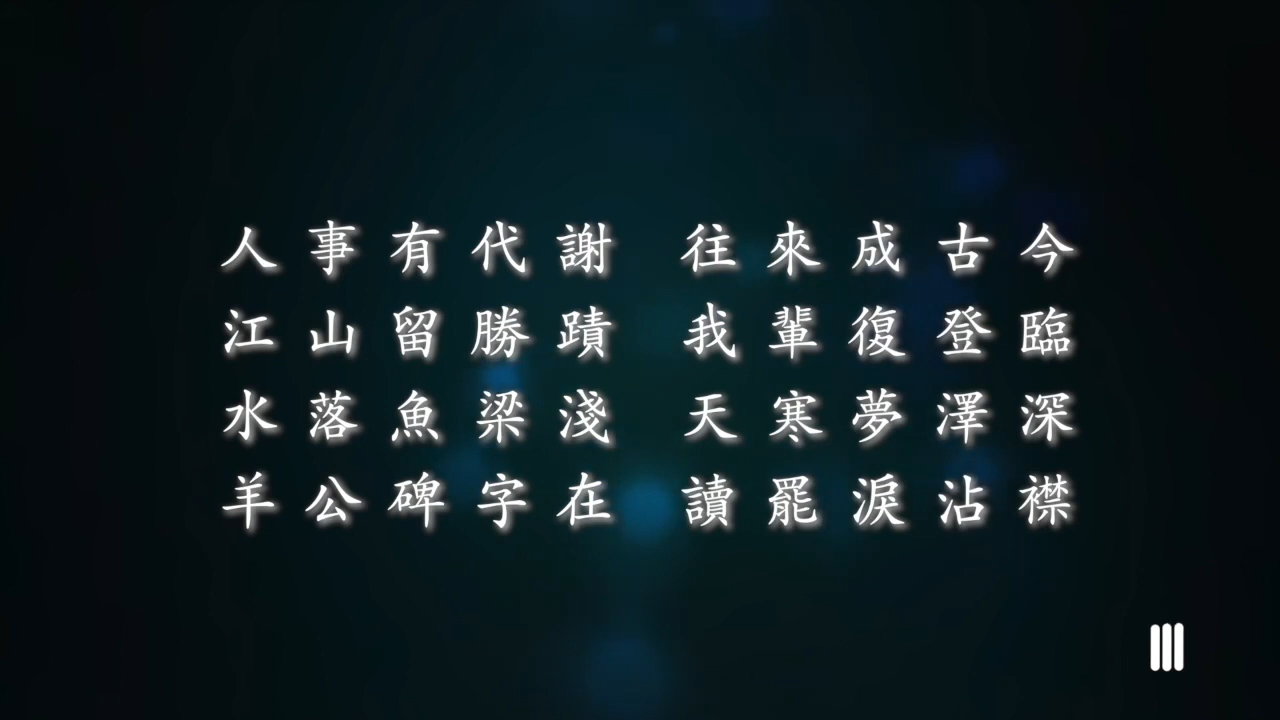 人事有代謝 往來成古今
江山留勝蹟 我輩復登臨
水落魚梁淺 天寒夢澤深
羊公碑字在 讀罷淚沾襟